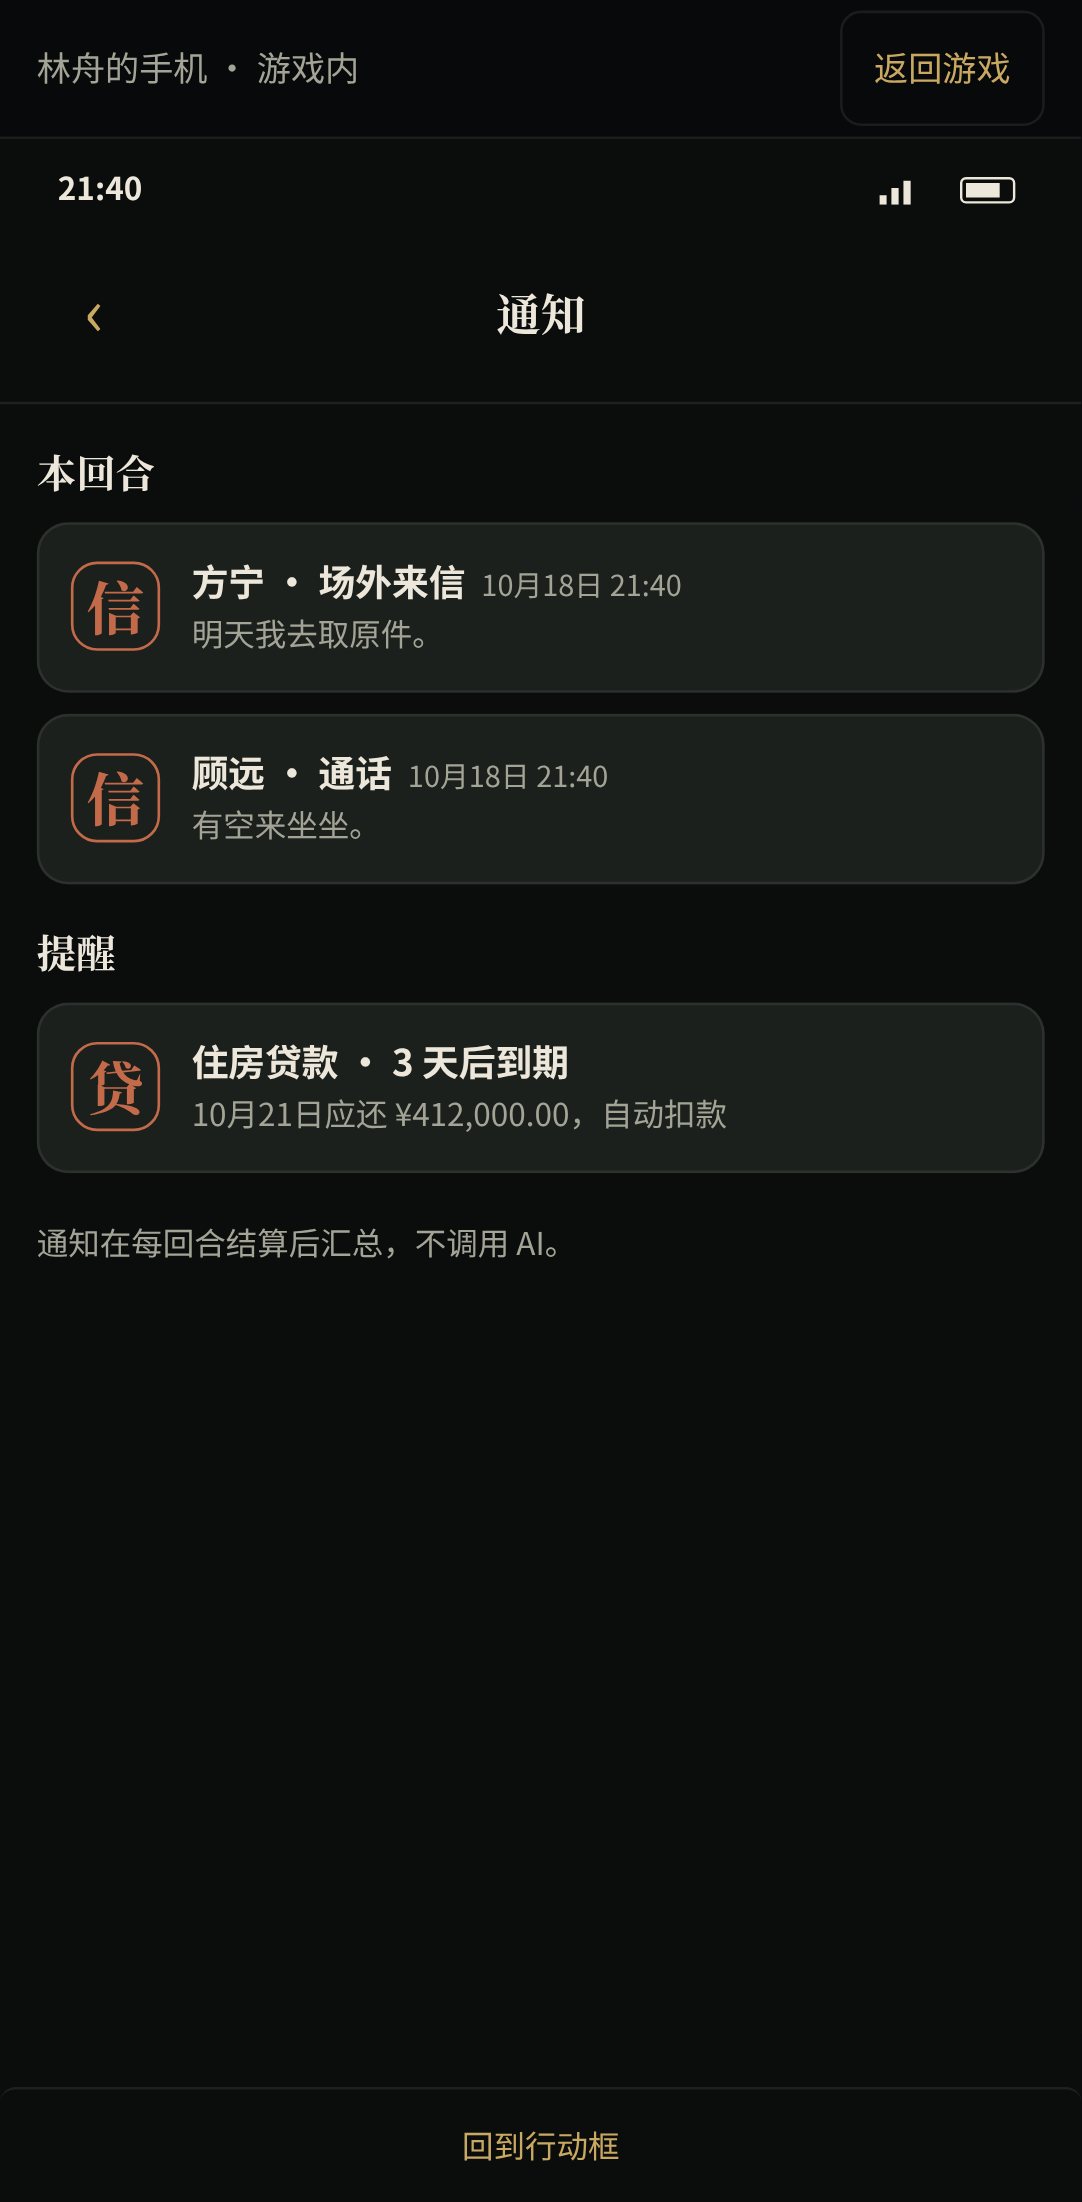 林舟的手机 · 游戏内
返回游戏
21:40
通知
本回合
信
方宁 · 场外来信 10月18日 21:40
明天我去取原件。
信
顾远 · 通话 10月18日 21:40
有空来坐坐。
提醒
贷
住房贷款 · 3 天后到期
10月21日应还 ¥412,000.00，自动扣款
通知在每回合结算后汇总，不调用 AI。
回到行动框